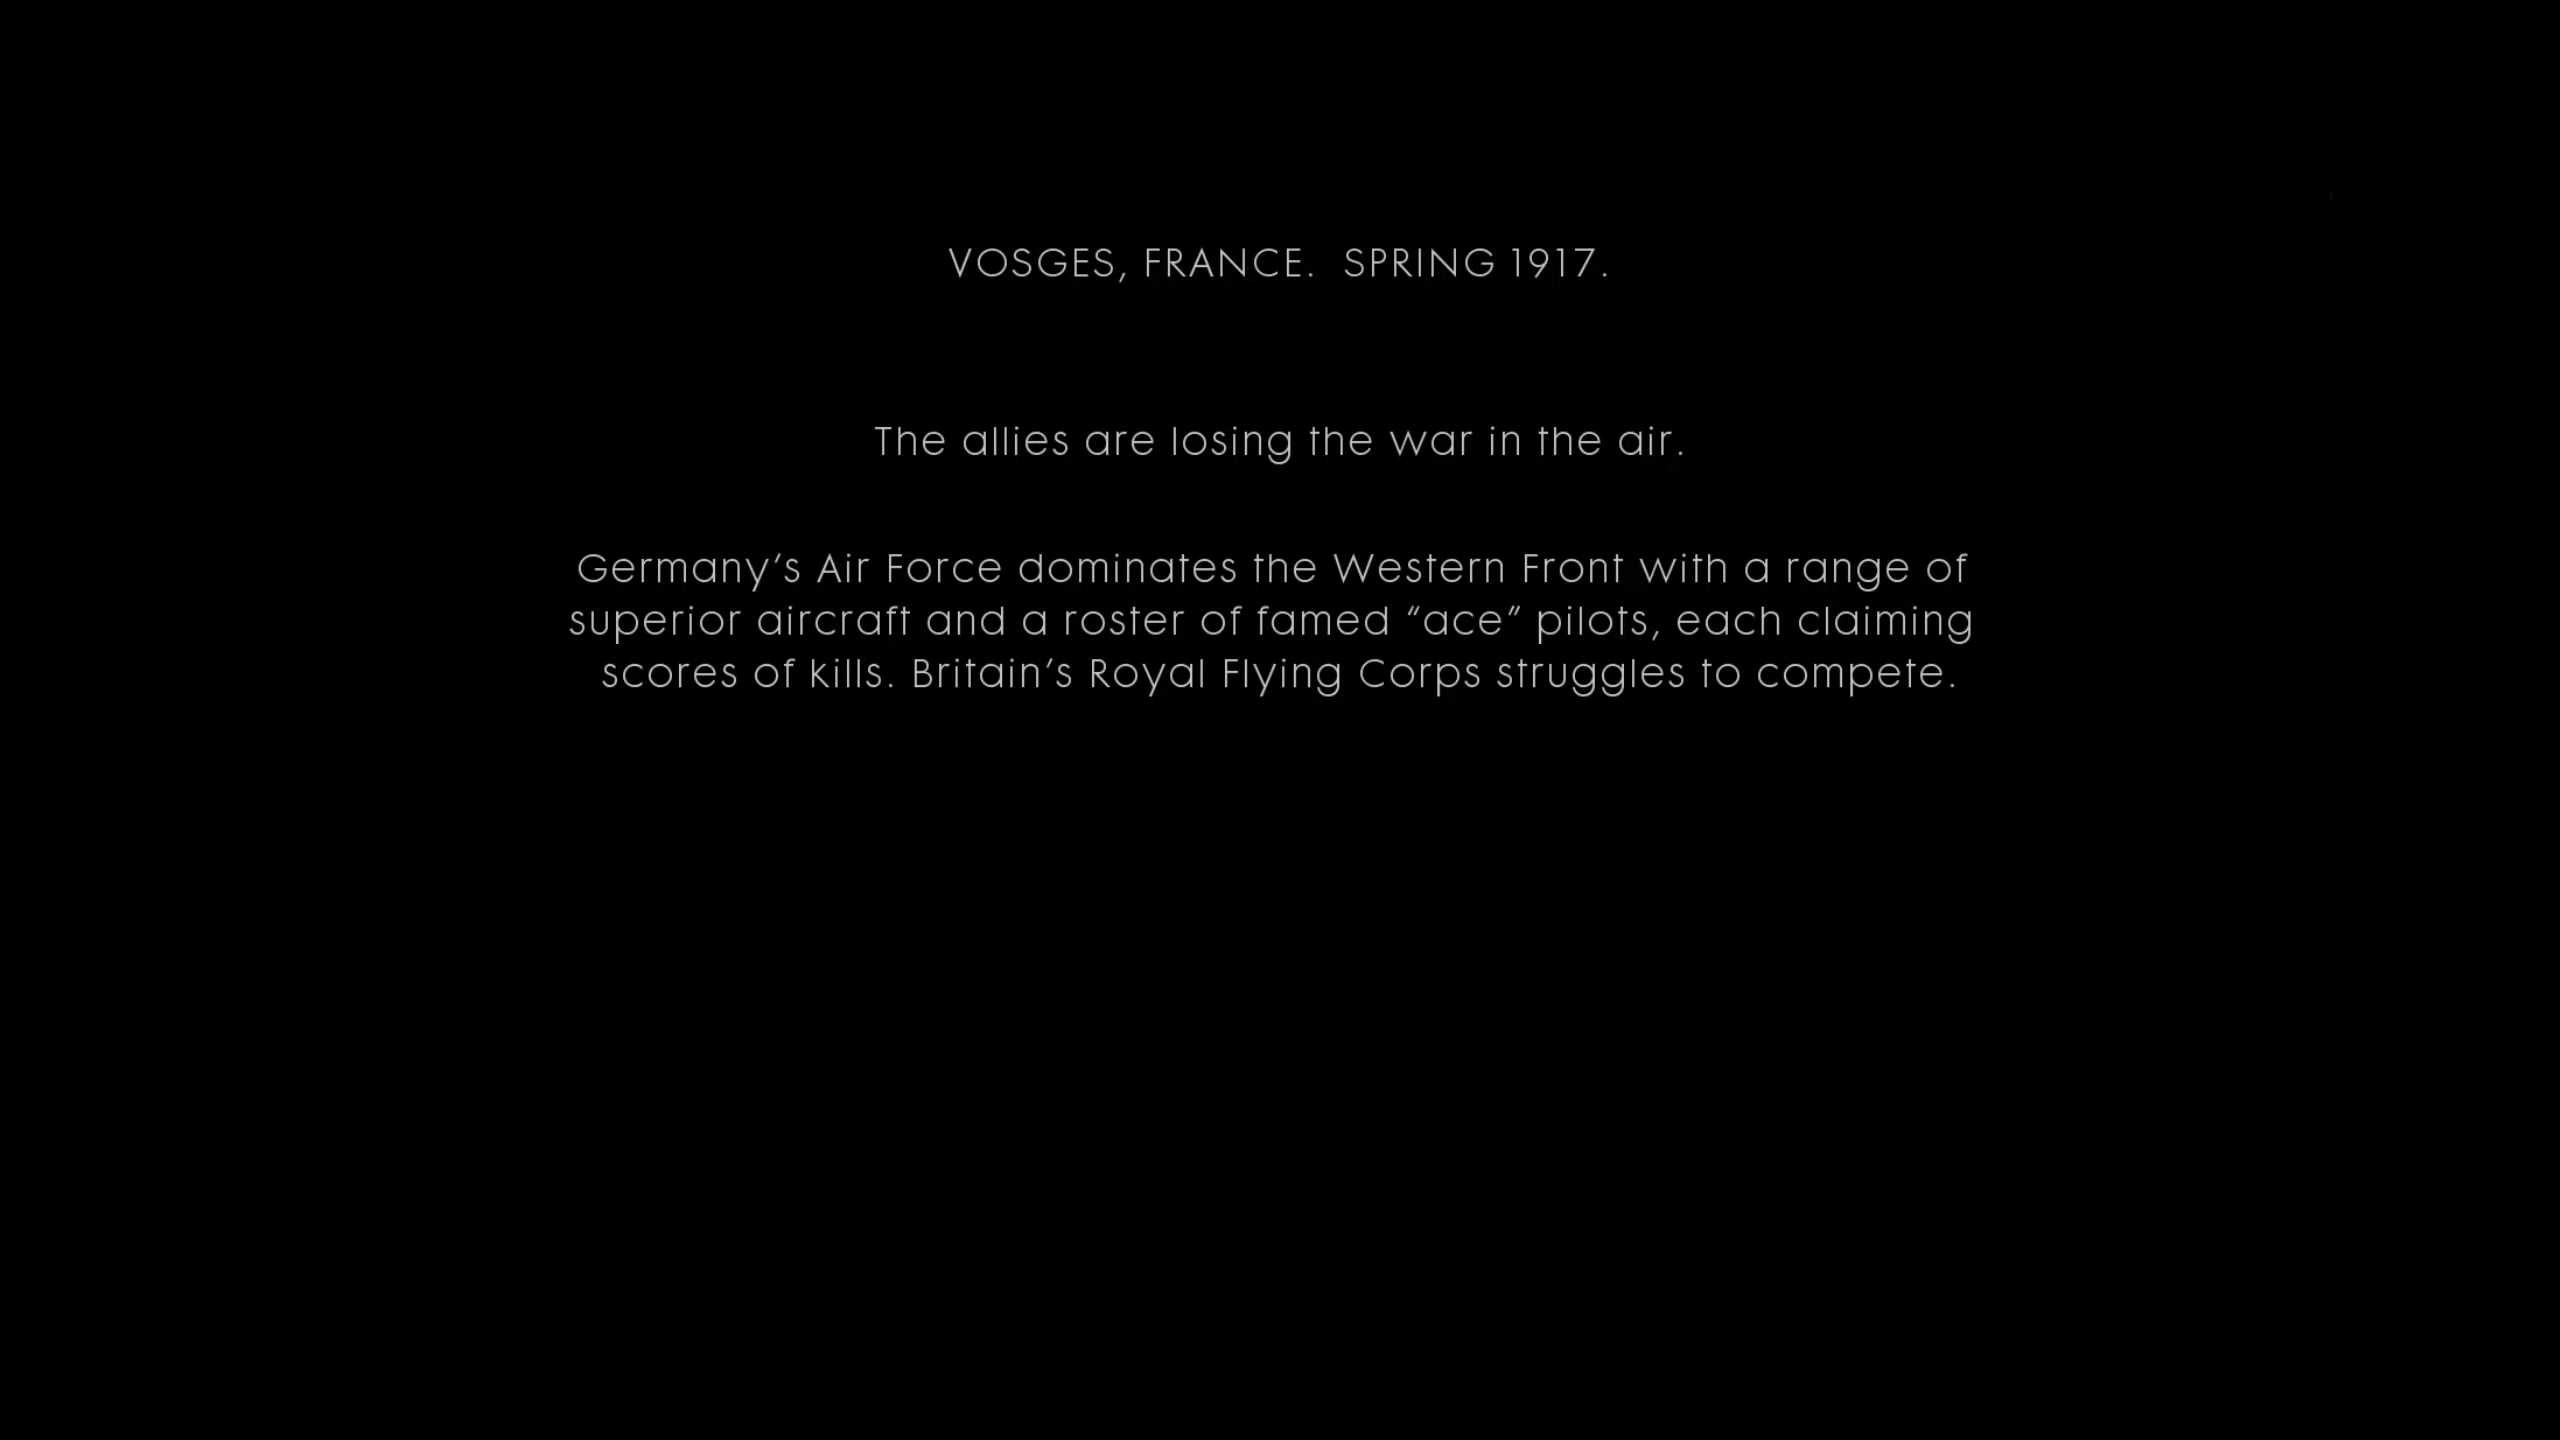 VOSGES, FRANCE.  SPRING 1917.
The allies are losing the war in the air.
Germany’s Air Force dominates the Western Front with a range of
superior aircraft and a roster of famed “ace” pilots, each claiming
scores of kills. Britain’s Royal Flying Corps struggles to compete.